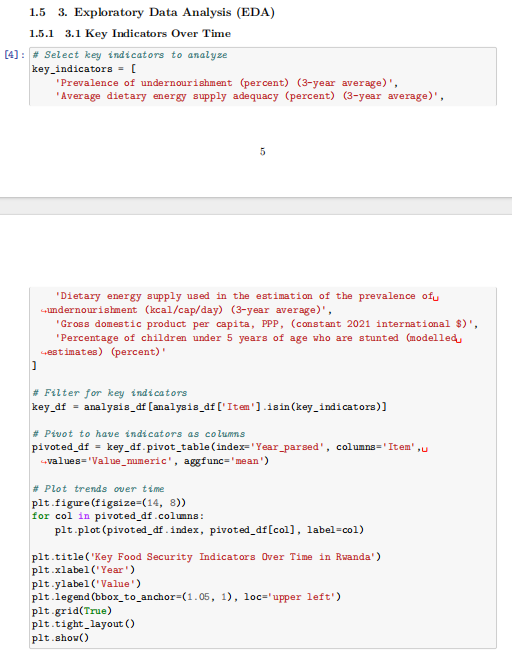 1.5 3. Exploratory Data Analysis (EDA)
1.5.1 3.1 Key Indicators Over Time
[4]: # Select key indicators to analyze
key_indicators = [
    'Prevalence of undernourishment (percent) (3-year average)',
    'Average dietary energy supply adequacy (percent) (3-year average)',
5
    'Dietary energy supply used in the estimation of the prevalence of␣
↪undernourishment (kcal/cap/day) (3-year average)',
    'Gross domestic product per capita, PPP, (constant 2021 international $)',
    'Percentage of children under 5 years of age who are stunted (modelled␣
↪estimates) (percent)'
]
# Filter for key indicators
key_df = analysis_df[analysis_df['Item'].isin(key_indicators)]
# Pivot to have indicators as columns
pivoted_df = key_df.pivot_table(index='Year_parsed', columns='Item',␣
↪values='Value_numeric', aggfunc='mean')
# Plot trends over time
plt.figure(figsize=(14, 8))
for col in pivoted_df.columns:
    plt.plot(pivoted_df.index, pivoted_df[col], label=col)
plt.title('Key Food Security Indicators Over Time in Rwanda')
plt.xlabel('Year')
plt.ylabel('Value')
plt.legend(bbox_to_anchor=(1.05, 1), loc='upper left')
plt.grid(True)
plt.tight_layout()
plt.show()